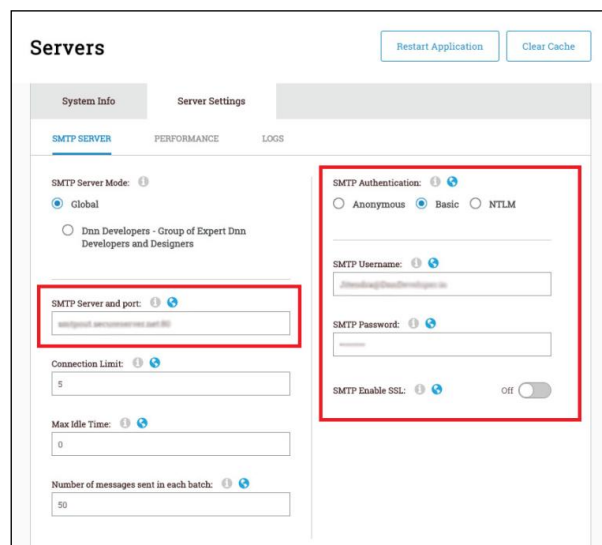 Servers
Restart Application
Clear Cache
System Info
Server Settings
SMTP SERVER
PERFORMANCE
LOGS
SMTP Server Mode:
Global
Dnn Developers - Group of Expert Dnn
Developers and Designers
SMTP Server and port:
Connection Limit:
5
Max Idle Time:
0
Number of messages sent in each batch:
50
SMTP Authentication:
Anonymous
Basic
NTLM
SMTP Username:
SMTP Password:
SMTP Enable SSL:
Off